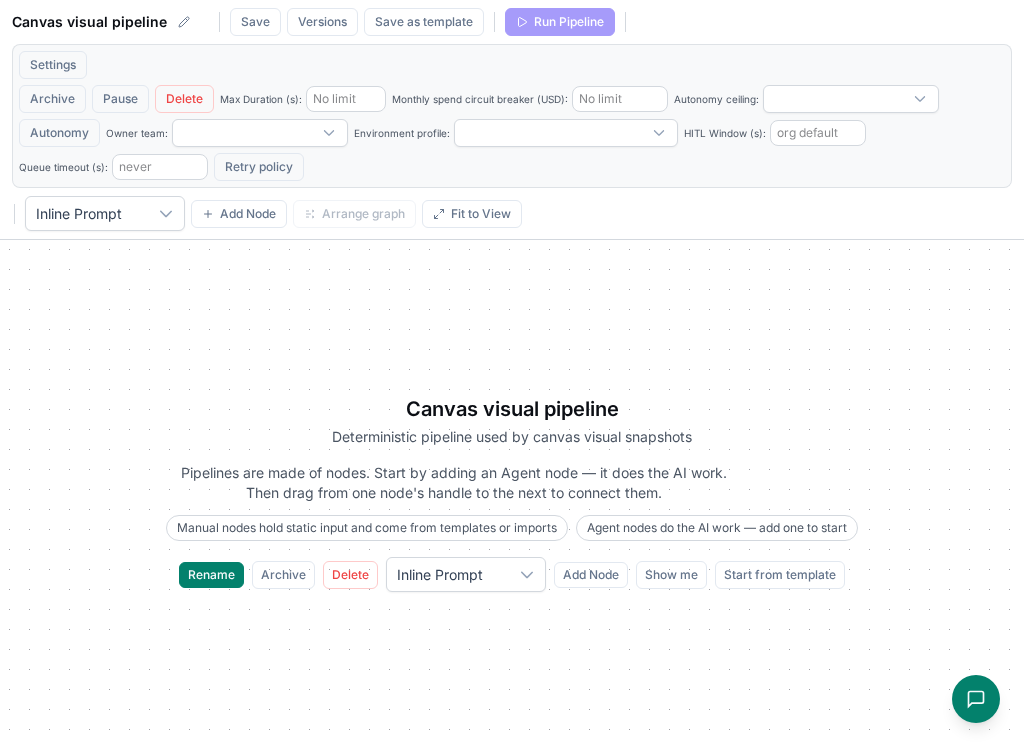 Canvas visual pipeline
Save
Versions
Save as template
Run Pipeline
Settings
Archive
Pause
Delete
Max Duration (s):
No limit
Monthly spend circuit breaker (USD):
No limit
Autonomy ceiling:
Autonomy
Owner team:
Environment profile:
HITL Window (s):
org default
Queue timeout (s):
never
Retry policy
Inline Prompt
Add Node
Arrange graph
Fit to View
Canvas visual pipeline
Deterministic pipeline used by canvas visual snapshots
Pipelines are made of nodes. Start by adding an Agent node — it does the AI work.
Then drag from one node's handle to the next to connect them.
Manual nodes hold static input and come from templates or imports
Agent nodes do the AI work — add one to start
Rename
Archive
Delete
Inline Prompt
Add Node
Show me
Start from template